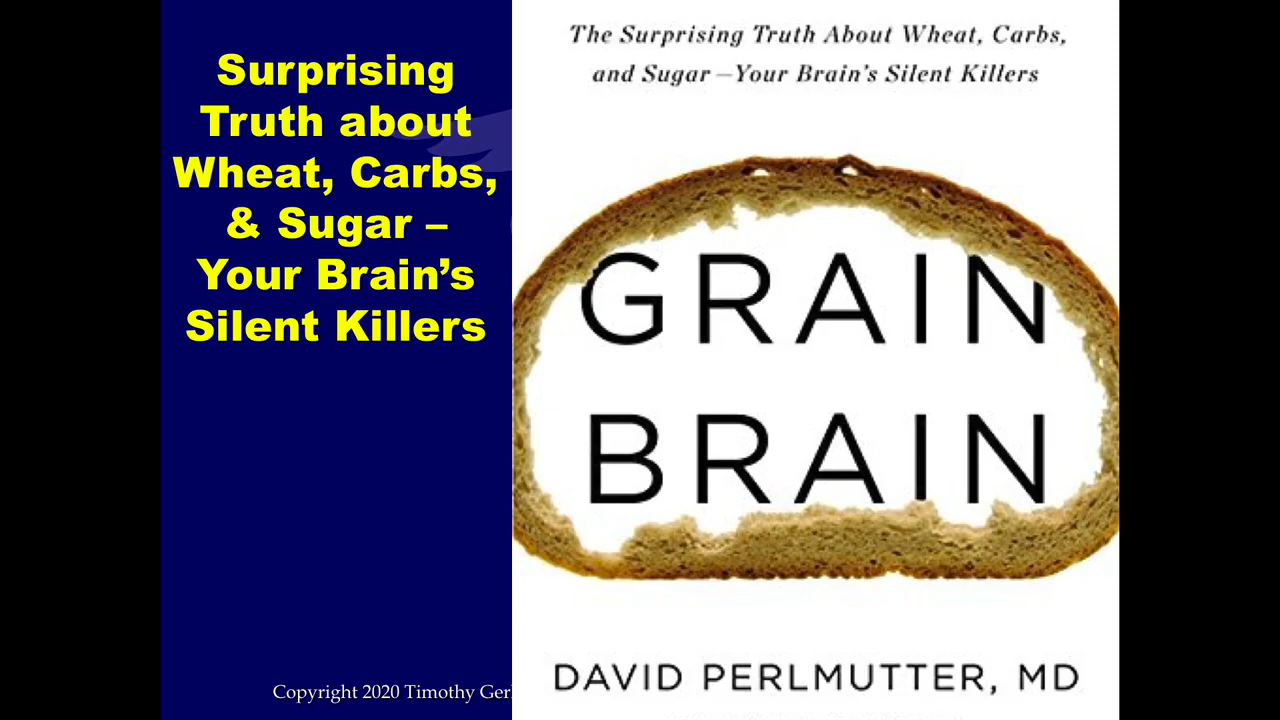 Surprising
Truth about
Wheat, Carbs,
& Sugar –
Your Brain’s
Silent Killers
Copyright 2020 Timothy
The Surprising Truth About Wheat, Carbs,
and Sugar—Your Brain’s Silent Killers
GRAIN
BRAIN
DAVID PERLMUTTER, MD